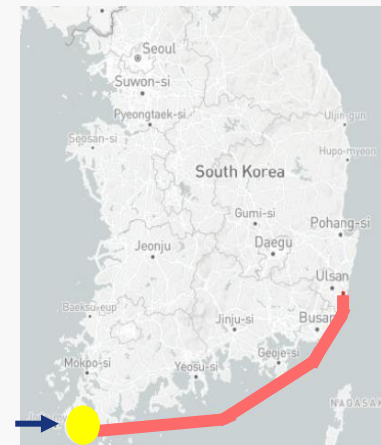 Seoul
Suwon-si
Pyeongtaek-si
Uljin-gun
Seosan-si
Hupo-myeon
South Korea
Gumi-si
Pohang-si
Jeonju
Daegu
Ulsan
Baeksu-eup
Jinju-si
Busan
Geoje-si
Mokpo-si
Yeosu-si
NAGASAK